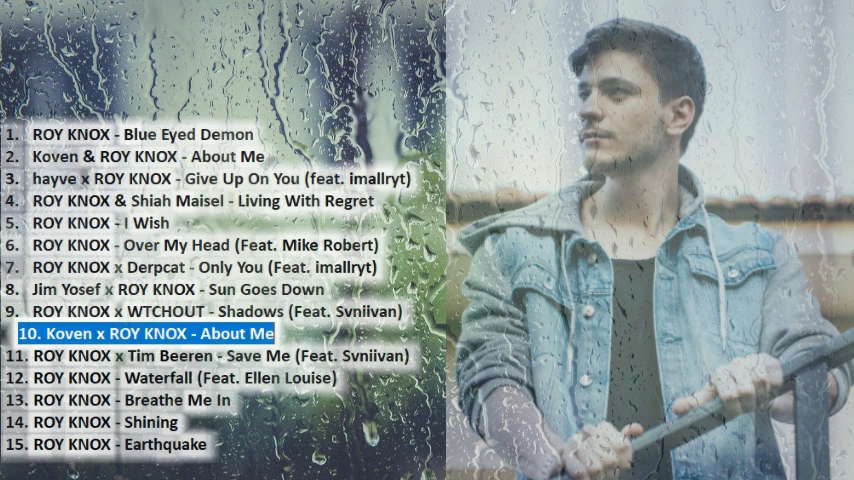 1. ROY KNOX - Blue Eyed Demon
2. Koven & ROY KNOX - About Me
3. hayve x ROY KNOX - Give Up On You (feat. imallryt)
4. ROY KNOX & Shiah Maisel - Living With Regret
5. ROY KNOX - I Wish
6. ROY KNOX - Over My Head (Feat. Mike Robert)
7. ROY KNOX x Derpcat - Only You (Feat. imallryt)
8. Jim Yosef x ROY KNOX - Sun Goes Down
9. ROY KNOX x WTCHOUT - Shadows (Feat. Svniivan)
10. Koven x ROY KNOX - About Me
11. ROY KNOX x Tim Beeren - Save Me (Feat. Svniivan)
12. ROY KNOX - Waterfall (Feat. Ellen Louise)
13. ROY KNOX - Breathe Me In
14. ROY KNOX - Shining
15. ROY KNOX - Earthquake